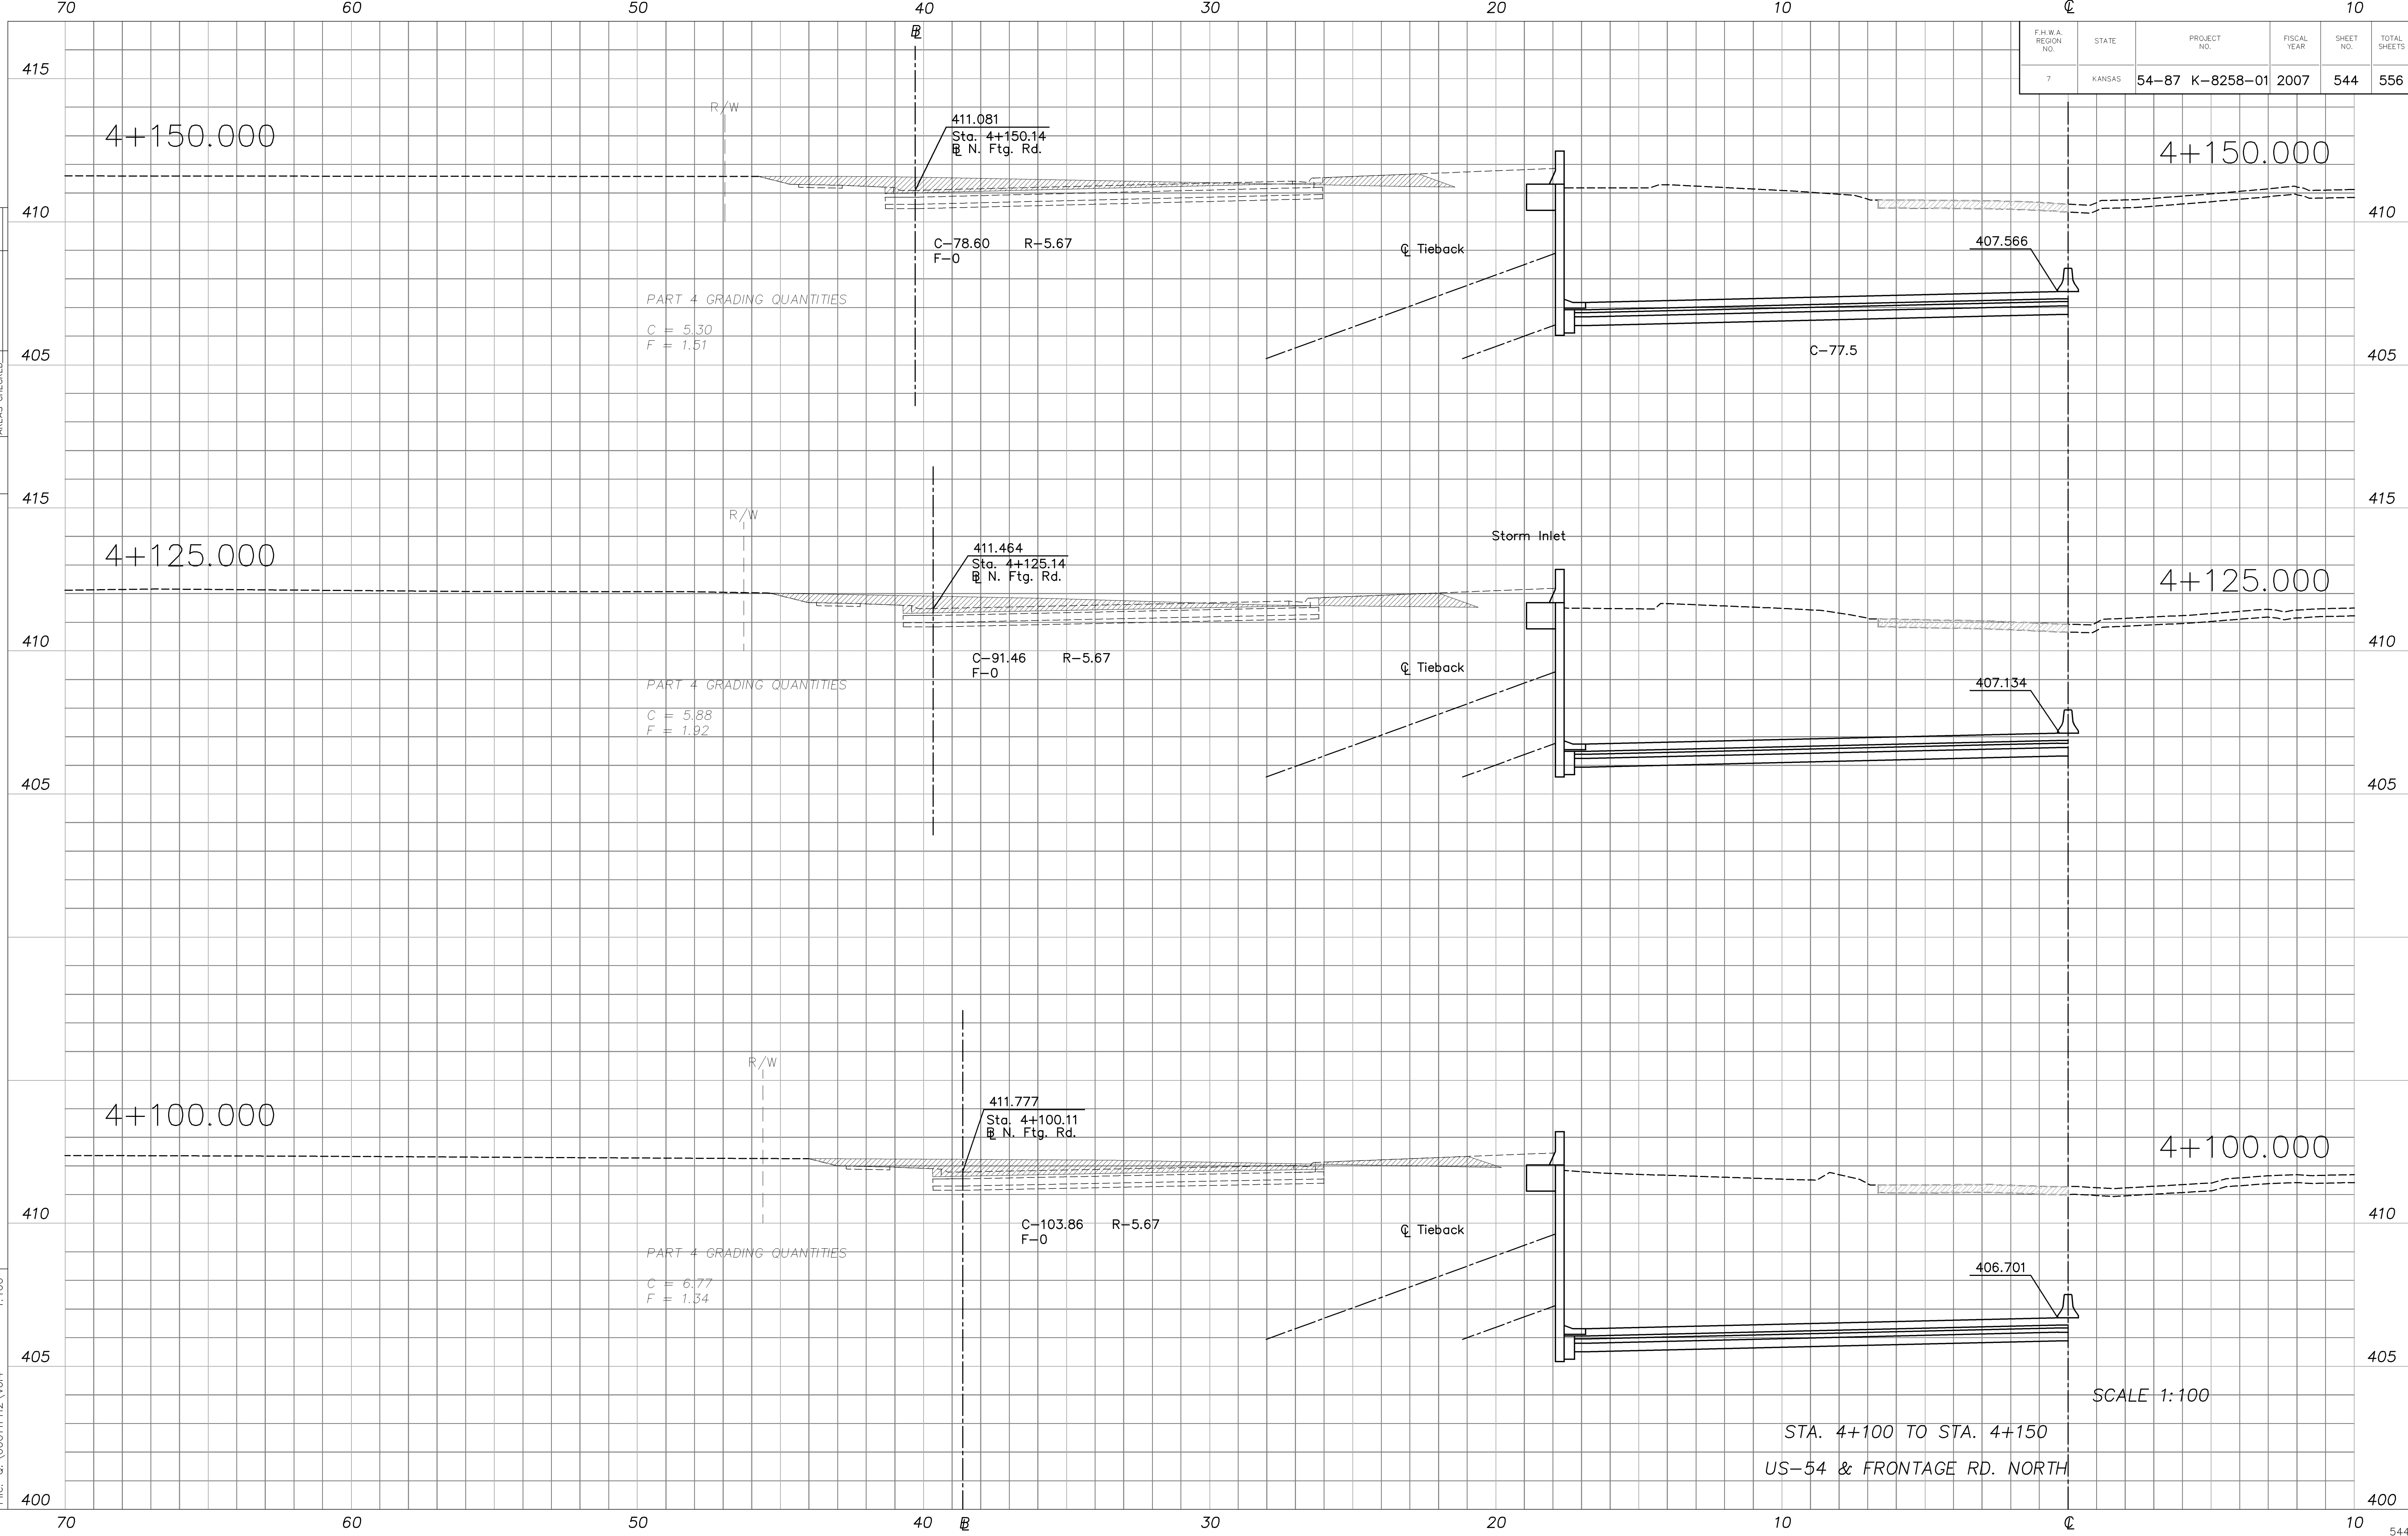 70 60 50 40 30 20 10 ℄ 10
F.H.W.A. REGION NO. STATE PROJECT NO. FISCAL YEAR SHEET NO. TOTAL SHEETS
7 KANSAS 54-87 K-8258-01 2007 544 556
BL
415
R/W
4+150.000
411.081
Sta. 4+150.14
BL N. Ftg. Rd.
4+150.000
410 410
C-78.60 R-5.67
F-0
℄ Tieback
407.566
PART 4 GRADING QUANTITIES
C = 5.30
F = 1.51
C-77.5
405 405
415 415
R/W
Storm Inlet
4+125.000
411.464
Sta. 4+125.14
BL N. Ftg. Rd.
4+125.000
410 410
C-91.46 R-5.67
F-0
℄ Tieback
407.134
PART 4 GRADING QUANTITIES
C = 5.88
F = 1.92
405 405
R/W
4+100.000
411.777
Sta. 4+100.11
BL N. Ftg. Rd.
4+100.000
410 410
C-103.86 R-5.67
F-0
℄ Tieback
406.701
PART 4 GRADING QUANTITIES
C = 6.77
F = 1.34
405 405
SCALE 1:100
STA. 4+100 TO STA. 4+150
US-54 & FRONTAGE RD. NORTH
400 400
70 60 50 40 BL 30 20 10 ℄ 10
544